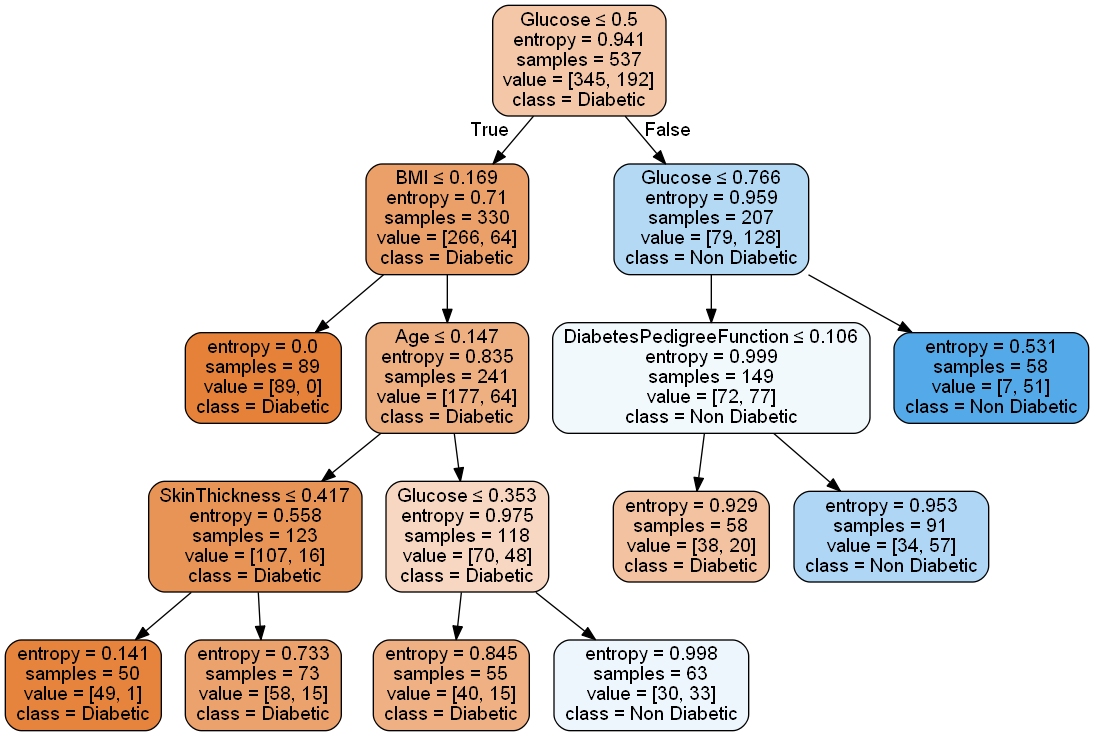 Glucose ≤ 0.5
entropy = 0.941
samples = 537
value = [345, 192]
class = Diabetic
True
False
BMI ≤ 0.169
entropy = 0.71
samples = 330
value = [266, 64]
class = Diabetic
Glucose ≤ 0.766
entropy = 0.959
samples = 207
value = [79, 128]
class = Non Diabetic
entropy = 0.0
samples = 89
value = [89, 0]
class = Diabetic
Age ≤ 0.147
entropy = 0.835
samples = 241
value = [177, 64]
class = Diabetic
DiabetesPedigreeFunction ≤ 0.106
entropy = 0.999
samples = 149
value = [72, 77]
class = Non Diabetic
entropy = 0.531
samples = 58
value = [7, 51]
class = Non Diabetic
SkinThickness ≤ 0.417
entropy = 0.558
samples = 123
value = [107, 16]
class = Diabetic
Glucose ≤ 0.353
entropy = 0.975
samples = 118
value = [70, 48]
class = Diabetic
entropy = 0.929
samples = 58
value = [38, 20]
class = Diabetic
entropy = 0.953
samples = 91
value = [34, 57]
class = Non Diabetic
entropy = 0.141
samples = 50
value = [49, 1]
class = Diabetic
entropy = 0.733
samples = 73
value = [58, 15]
class = Diabetic
entropy = 0.845
samples = 55
value = [40, 15]
class = Diabetic
entropy = 0.998
samples = 63
value = [30, 33]
class = Non Diabetic